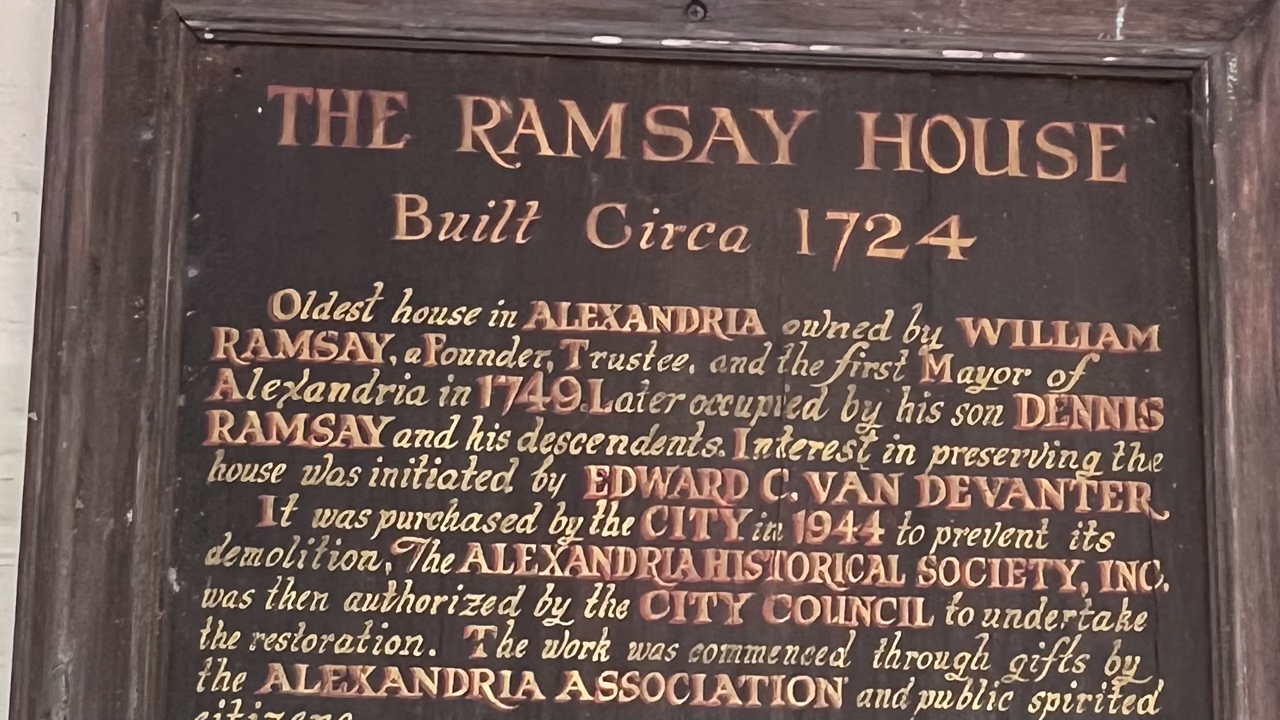 THE RAMSAY HOUSE
Built Circa 1724
Oldest house in ALEXANDRIA owned by WILLIAM
RAMSAY, a Founder, Trustee, and the first Mayor of
Alexandria in 1749. Later occupied by his son DENNIS
RAMSAY and his descendents. Interest in preserving the
house was initiated by EDWARD C. VAN DEVANTER
It was purchased by the CITY in 1944 to prevent its
demolition, The ALEXANDRIA HISTORICAL SOCIETY, INC.
was then authorized by the CITY COUNCIL to undertake
the restoration. The work was commenced through gifts by
the ALEXANDRIA ASSOCIATION and public spirited